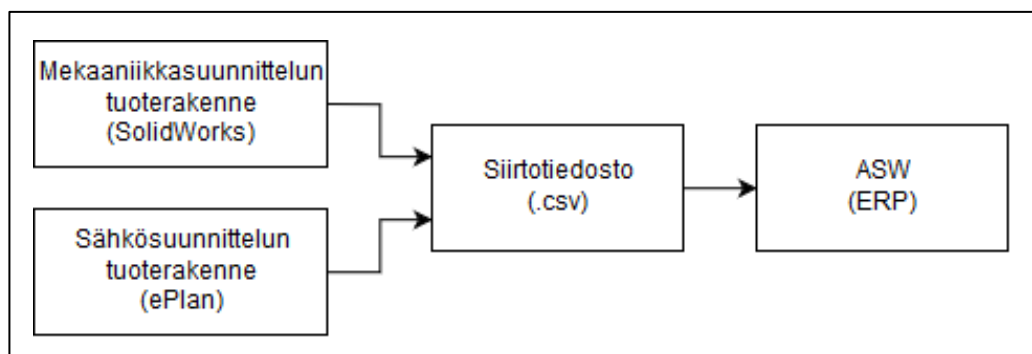 Mekaaniikkasuunnittelun
tuoterakenne
(SolidWorks)
Sähkösuunnittelun
tuoterakenne
(ePlan)
Siirtotiedosto
(.csv)
ASW
(ERP)